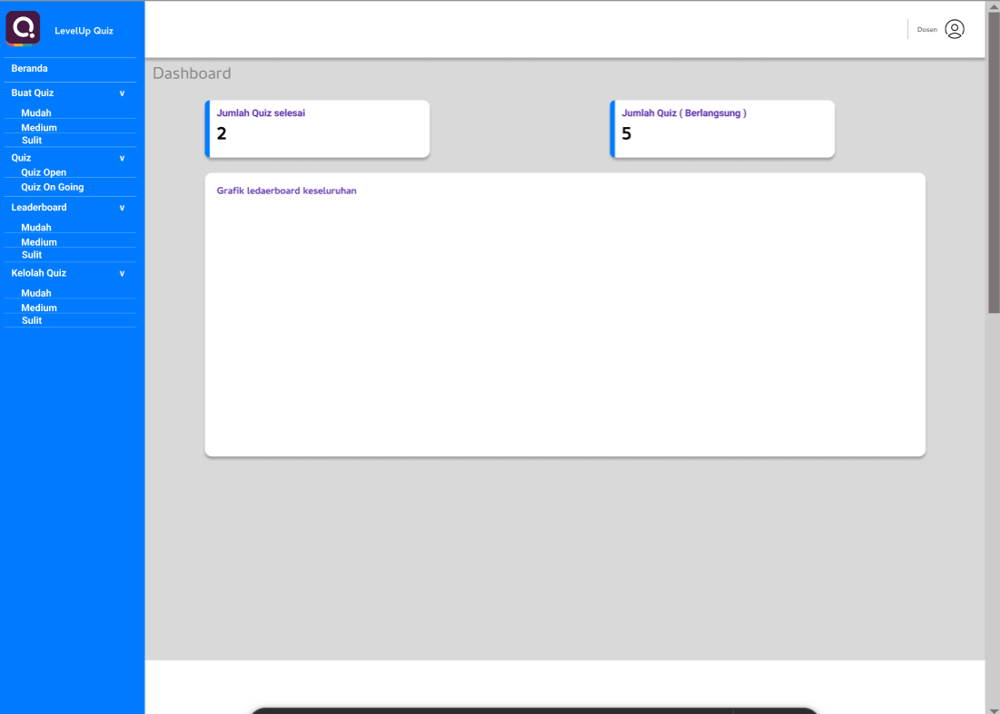 LevelUp Quiz
Dosen
Beranda
Buat Quiz v
Mudah
Medium
Sulit
Quiz v
Quiz Open
Quiz On Going
Leaderboard v
Mudah
Medium
Sulit
Kelolah Quiz v
Mudah
Medium
Sulit
Dashboard
Jumlah Quiz selesai
2
Jumlah Quiz ( Berlangsung )
5
Grafik ledaerboard keseluruhan